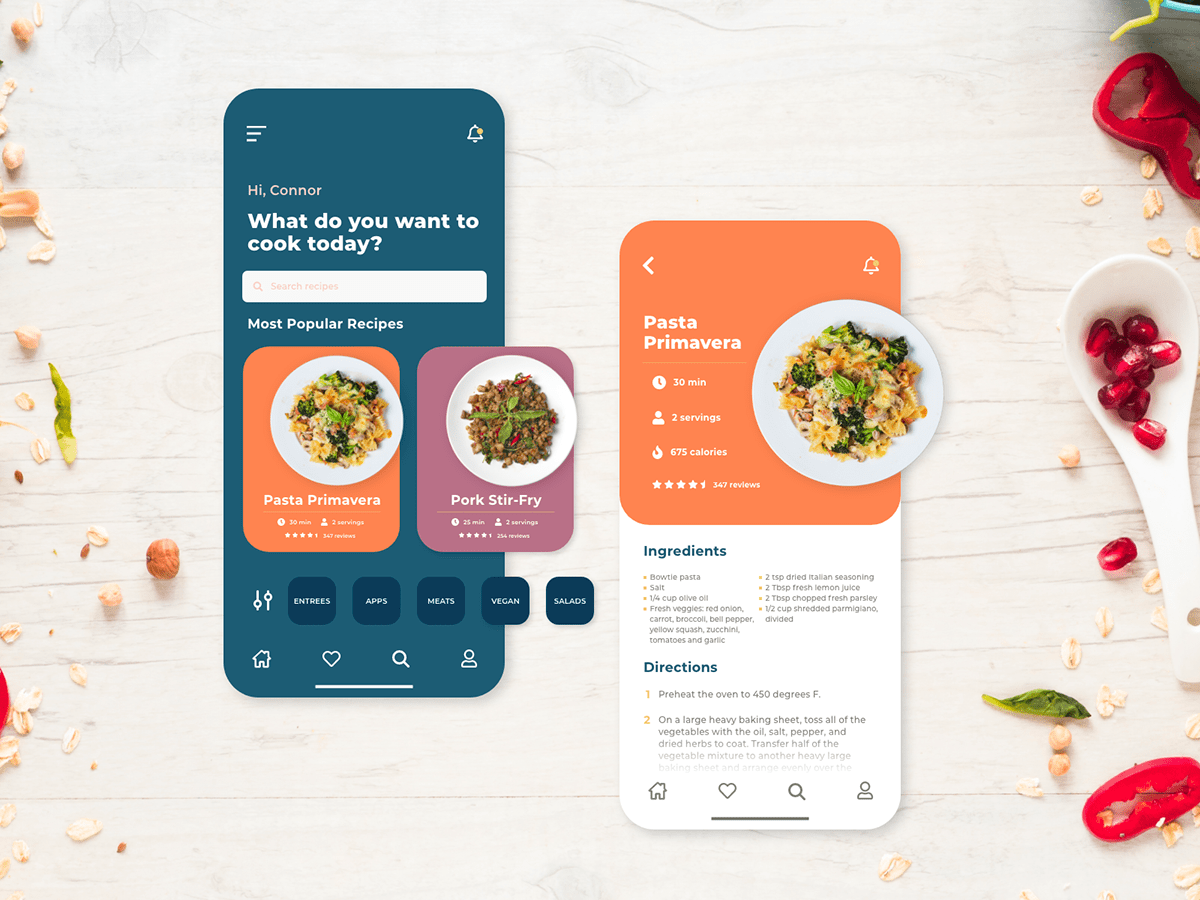 Hi, Connor
What do you want to
cook today?
Search recipes
Most Popular Recipes
Pasta Primavera
30 min 2 servings
347 reviews
Pork Stir-Fry
25 min 2 servings
254 reviews
ENTREES APPS MEATS VEGAN SALADS
Pasta
Primavera
30 min
2 servings
675 calories
347 reviews
Ingredients
Bowtie pasta
Salt
1/4 cup olive oil
Fresh veggies: red onion,
carrot, broccoli, bell pepper,
yellow squash, zucchini,
tomatoes and garlic
2 tsp dried italian seasoning
2 Tbsp fresh lemon juice
2 Tbsp chopped fresh parsley
1/2 cup shredded parmigiano,
divided
Directions
1 Preheat the oven to 450 degrees F.
2 On a large heavy baking sheet, toss all of the
vegetables with the oil, salt, pepper, and
dried herbs to coat. Transfer half of the
vegetable mixture to another heavy large
baking sheet and arrange evenly over the